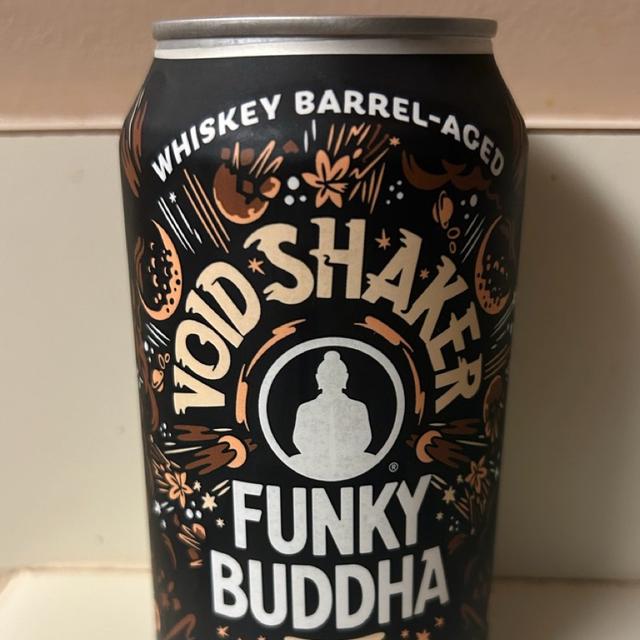 WHISKEY BARREL-AGED
VOID SHAKER
®
FUNKY
BUDDHA